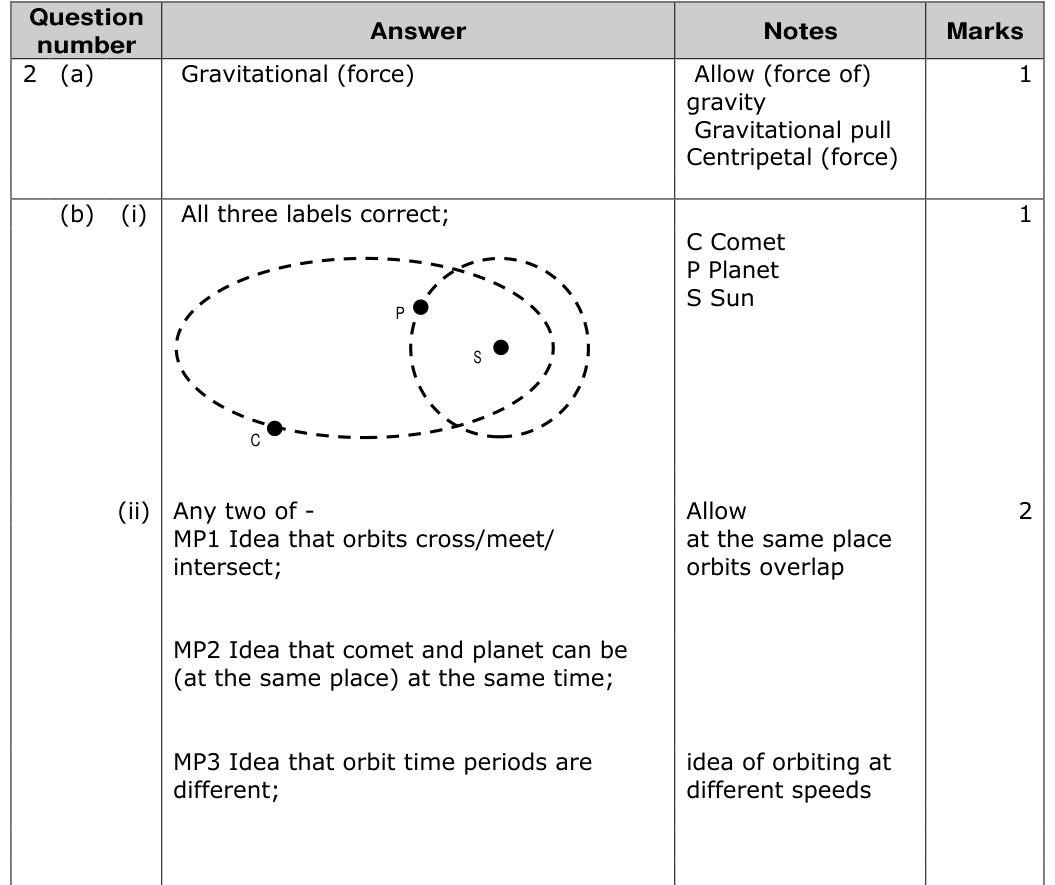 Question number Answer Notes Marks
2 (a) Gravitational (force) Allow (force of) 1
gravity
Gravitational pull
Centripetal (force)
(b) (i) All three labels correct; 1
C Comet
P Planet
S Sun
P
S
C
(ii) Any two of - Allow 2
MP1 Idea that orbits cross/meet/ at the same place
intersect; orbits overlap
MP2 Idea that comet and planet can be
(at the same place) at the same time;
MP3 Idea that orbit time periods are idea of orbiting at
different; different speeds